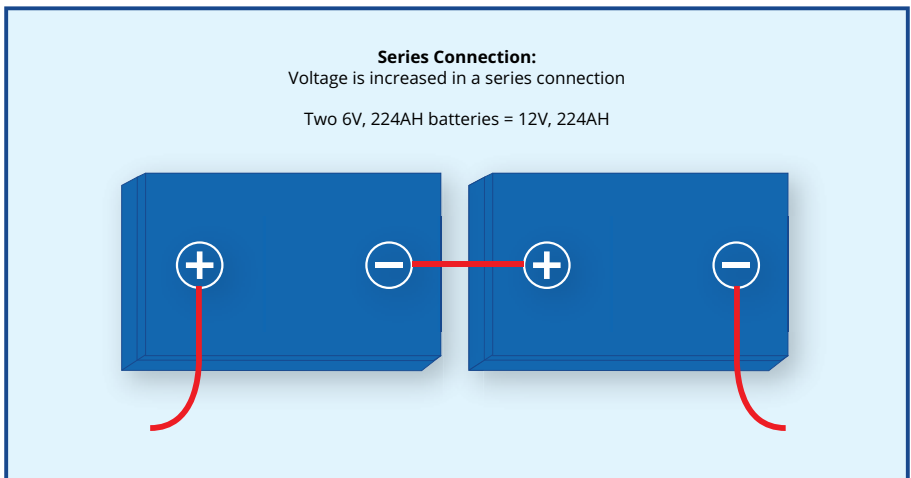 Series Connection:
Voltage is increased in a series connection
Two 6V, 224AH batteries = 12V, 224AH
+
−
+
−